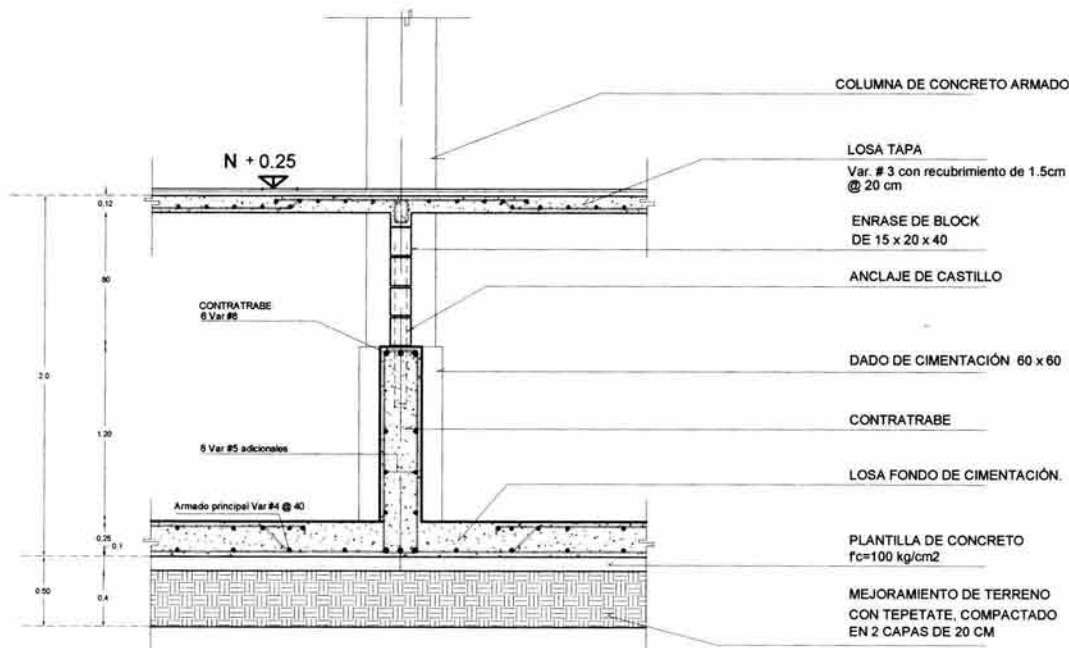 COLUMNA DE CONCRETO ARMADO
N + 0.25
LOSA TAPA
Var. # 3 con recubrimiento de 1.5cm
@ 20 cm
0,12
ENRASE DE BLOCK
DE 15 x 20 x 40
80
ANCLAJE DE CASTILLO
CONTRATRABE
6 Var #8
2.0
DADO DE CIMENTACIÓN 60 x 60
1.20
CONTRATRABE
8 Var #5 adicionales
LOSA FONDO DE CIMENTACIÓN.
Armado principal Var #4 @ 40
0,25
0,1
PLANTILLA DE CONCRETO
f'c=100 kg/cm2
0.50
0,4
MEJORAMIENTO DE TERRENO
CON TEPETATE, COMPACTADO
EN 2 CAPAS DE 20 CM